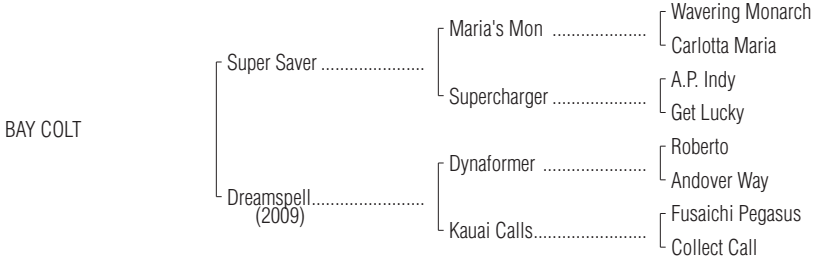 Wavering Monarch
Maria's Mon ......................
Carlotta Maria
Super Saver ........................
A.P. Indy
Supercharger ......................
Get Lucky
BAY COLT
Roberto
Dynaformer ........................
Andover Way
Dreamspell..........................
(2009)
Fusaichi Pegasus
Kauai Calls...........................
Collect Call